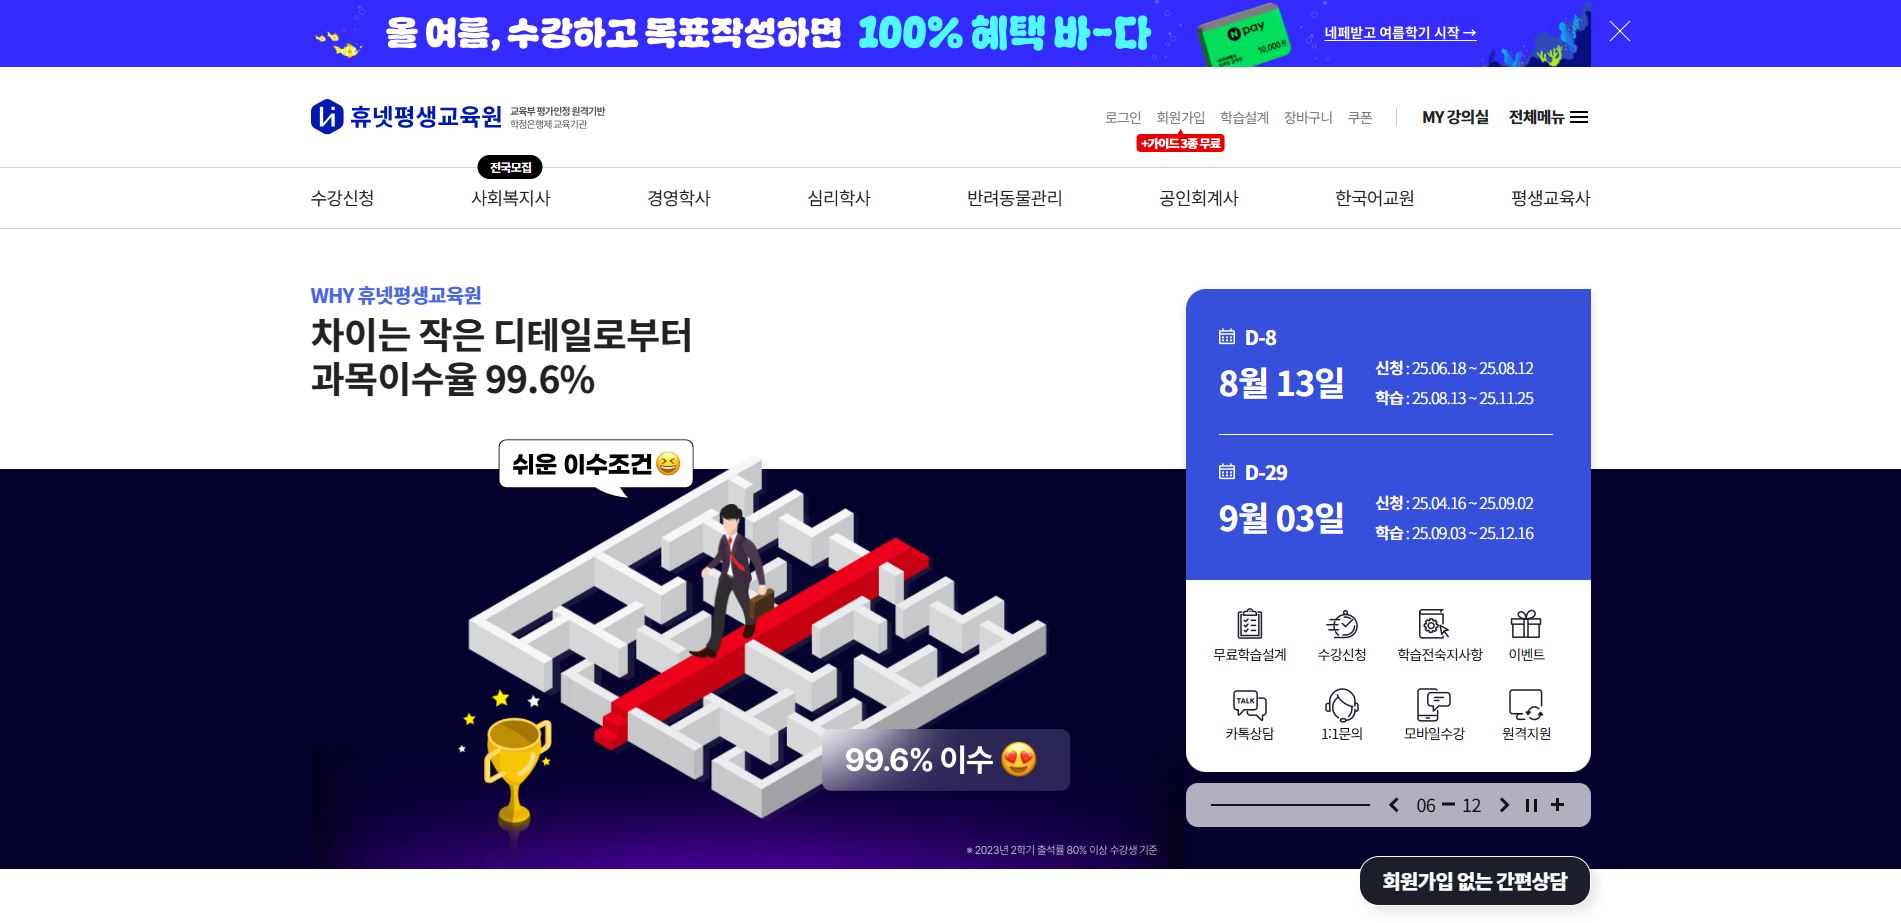 올 여름, 수강하고 목표작성하면 100% 혜택 바-다
N pay
10,000원
네페받고 여름학기 시작 →
휴넷평생교육원
교육부 평가인정 원격기반
학점은행제 교육기관
로그인 회원가입 학습설계 장바구니 쿠폰 MY 강의실 전체메뉴
+가이드 3종 무료
전국모집
수강신청 사회복지사 경영학사 심리학사 반려동물관리 공인회계사 한국어교원 평생교육사
WHY 휴넷평생교육원
차이는 작은 디테일로부터
과목이수율 99.6%
쉬운 이수조건
99.6% 이수
※ 2023년 2학기 출석률 80% 이상 수강생 기준
D-8
8월 13일
신청 : 25.06.18 ~ 25.08.12
학습 : 25.08.13 ~ 25.11.25
D-29
9월 03일
신청 : 25.04.16 ~ 25.09.02
학습 : 25.09.03 ~ 25.12.16
무료학습설계 수강신청 학습전숙지사항 이벤트
TALK
카톡상담 1:1문의 모바일수강 원격지원
06 12
회원가입 없는 간편상담